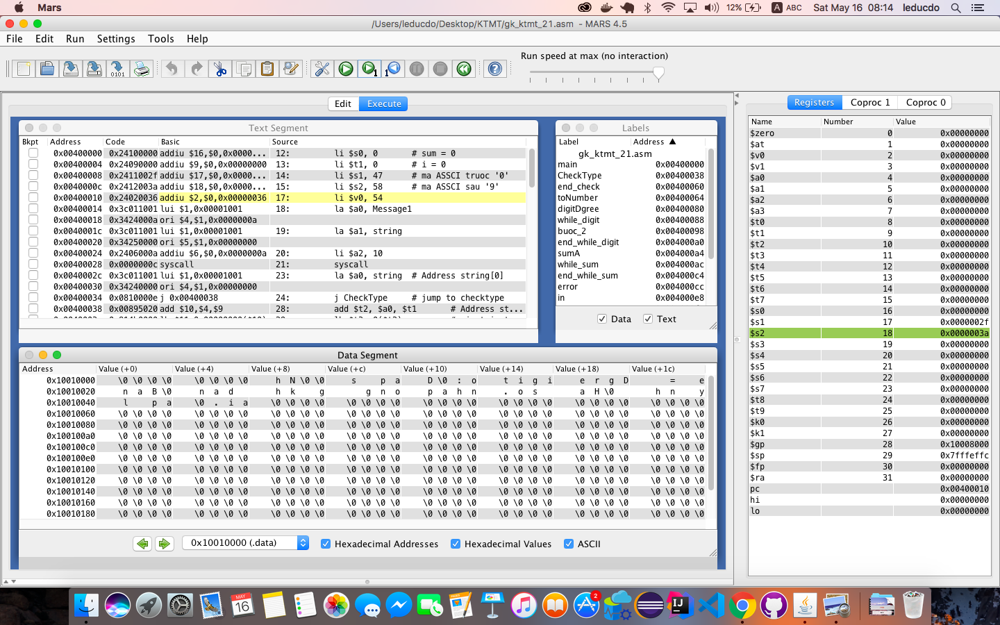 Mars 12% ABC Sat May 16 08:14 leducdo
/Users/leducdo/Desktop/KTMT/gk_ktmt_21.asm - MARS 4.5
File Edit Run Settings Tools Help
Run speed at max (no interaction)
Edit Execute
Text Segment
Bkpt Address Code Basic Source
0x00400000 0x24100000 addiu $16,$0,0x0000... 12: li $s0, 0 # sum = 0
0x00400004 0x24090000 addiu $9,$0,0x00000000 13: li $t1, 0 # i = 0
0x00400008 0x2411002f addiu $17,$0,0x0000... 14: li $s1, 47 # ma ASSCI truoc '0'
0x0040000c 0x2412003a addiu $18,$0,0x0000... 15: li $s2, 58 # ma ASSCI sau '9'
0x00400010 0x24020036 addiu $2,$0,0x00000036 17: li $v0, 54
0x00400014 0x3c011001 lui $1,0x00001001 18: la $a0, Message1
0x00400018 0x3424000a ori $4,$1,0x0000000a
0x0040001c 0x3c011001 lui $1,0x00001001 19: la $a1, string
0x00400020 0x34250000 ori $5,$1,0x00000000
0x00400024 0x2406000a addiu $6,$0,0x0000000a 20: li $a2, 10
0x00400028 0x0000000c syscall 21: syscall
0x0040002c 0x3c011001 lui $1,0x00001001 23: la $a0, string # Address string[0]
0x00400030 0x34240000 ori $4,$1,0x00000000
0x00400034 0x0810000e j 0x00400038 24: j CheckType # jump to checktype
0x00400038 0x00895020 add $10,$4,$9 28: add $t2, $a0, $t1 # Address st...
Labels
Label Address ▲
gk_ktmt_21.asm
main 0x00400000
CheckType 0x00400038
end_check 0x00400060
toNumber 0x00400064
digitDgree 0x00400080
while_digit 0x00400088
buoc_2 0x00400098
end_while_digit 0x004000a0
sumA 0x004000a4
while_sum 0x004000ac
end_while_sum 0x004000c4
error 0x004000cc
in 0x004000e8
Data Text
Data Segment
Address Value (+0) Value (+4) Value (+8) Value (+c) Value (+10) Value (+14) Value (+18) Value (+1c)
0x10010000 \0 \0 \0 \0 \0 \0 \0 \0 h N \0 \0 s p a D \0 : o t i g i e r g D = e
0x10010020 n a B \0 n a d h k g g n o p a h n . o s a H \0 h n y
0x10010040 l p a \0 . i a \0 \0 \0 \0 \0 \0 \0 \0 \0 \0 \0 \0 \0 \0 \0 \0 \0 \0 \0 \0 \0 \0 \0 \0
0x10010060 \0 \0 \0 \0 \0 \0 \0 \0 \0 \0 \0 \0 \0 \0 \0 \0 \0 \0 \0 \0 \0 \0 \0 \0 \0 \0 \0 \0 \0 \0 \0 \0
0x10010080 \0 \0 \0 \0 \0 \0 \0 \0 \0 \0 \0 \0 \0 \0 \0 \0 \0 \0 \0 \0 \0 \0 \0 \0 \0 \0 \0 \0 \0 \0 \0 \0
0x100100a0 \0 \0 \0 \0 \0 \0 \0 \0 \0 \0 \0 \0 \0 \0 \0 \0 \0 \0 \0 \0 \0 \0 \0 \0 \0 \0 \0 \0 \0 \0 \0 \0
0x100100c0 \0 \0 \0 \0 \0 \0 \0 \0 \0 \0 \0 \0 \0 \0 \0 \0 \0 \0 \0 \0 \0 \0 \0 \0 \0 \0 \0 \0 \0 \0 \0 \0
0x100100e0 \0 \0 \0 \0 \0 \0 \0 \0 \0 \0 \0 \0 \0 \0 \0 \0 \0 \0 \0 \0 \0 \0 \0 \0 \0 \0 \0 \0 \0 \0 \0 \0
0x10010100 \0 \0 \0 \0 \0 \0 \0 \0 \0 \0 \0 \0 \0 \0 \0 \0 \0 \0 \0 \0 \0 \0 \0 \0 \0 \0 \0 \0 \0 \0 \0 \0
0x10010120 \0 \0 \0 \0 \0 \0 \0 \0 \0 \0 \0 \0 \0 \0 \0 \0 \0 \0 \0 \0 \0 \0 \0 \0 \0 \0 \0 \0 \0 \0 \0 \0
0x10010140 \0 \0 \0 \0 \0 \0 \0 \0 \0 \0 \0 \0 \0 \0 \0 \0 \0 \0 \0 \0 \0 \0 \0 \0 \0 \0 \0 \0 \0 \0 \0 \0
0x10010160 \0 \0 \0 \0 \0 \0 \0 \0 \0 \0 \0 \0 \0 \0 \0 \0 \0 \0 \0 \0 \0 \0 \0 \0 \0 \0 \0 \0 \0 \0 \0 \0
0x10010180 \0 \0 \0 \0 \0 \0 \0 \0 \0 \0 \0 \0 \0 \0 \0 \0 \0 \0 \0 \0 \0 \0 \0 \0 \0 \0 \0 \0 \0 \0 \0 \0
0x10010000 (.data) Hexadecimal Addresses Hexadecimal Values ASCII
Registers Coproc 1 Coproc 0
Name Number Value
$zero 0 0x00000000
$at 1 0x00000000
$v0 2 0x00000000
$v1 3 0x00000000
$a0 4 0x00000000
$a1 5 0x00000000
$a2 6 0x00000000
$a3 7 0x00000000
$t0 8 0x00000000
$t1 9 0x00000000
$t2 10 0x00000000
$t3 11 0x00000000
$t4 12 0x00000000
$t5 13 0x00000000
$t6 14 0x00000000
$t7 15 0x00000000
$s0 16 0x00000000
$s1 17 0x0000002f
$s2 18 0x0000003a
$s3 19 0x00000000
$s4 20 0x00000000
$s5 21 0x00000000
$s6 22 0x00000000
$s7 23 0x00000000
$t8 24 0x00000000
$t9 25 0x00000000
$k0 26 0x00000000
$k1 27 0x00000000
$gp 28 0x10008000
$sp 29 0x7fffeffc
$fp 30 0x00000000
$ra 31 0x00000000
pc 0x00400010
hi 0x00000000
lo 0x00000000
MAY
16
2
IJ